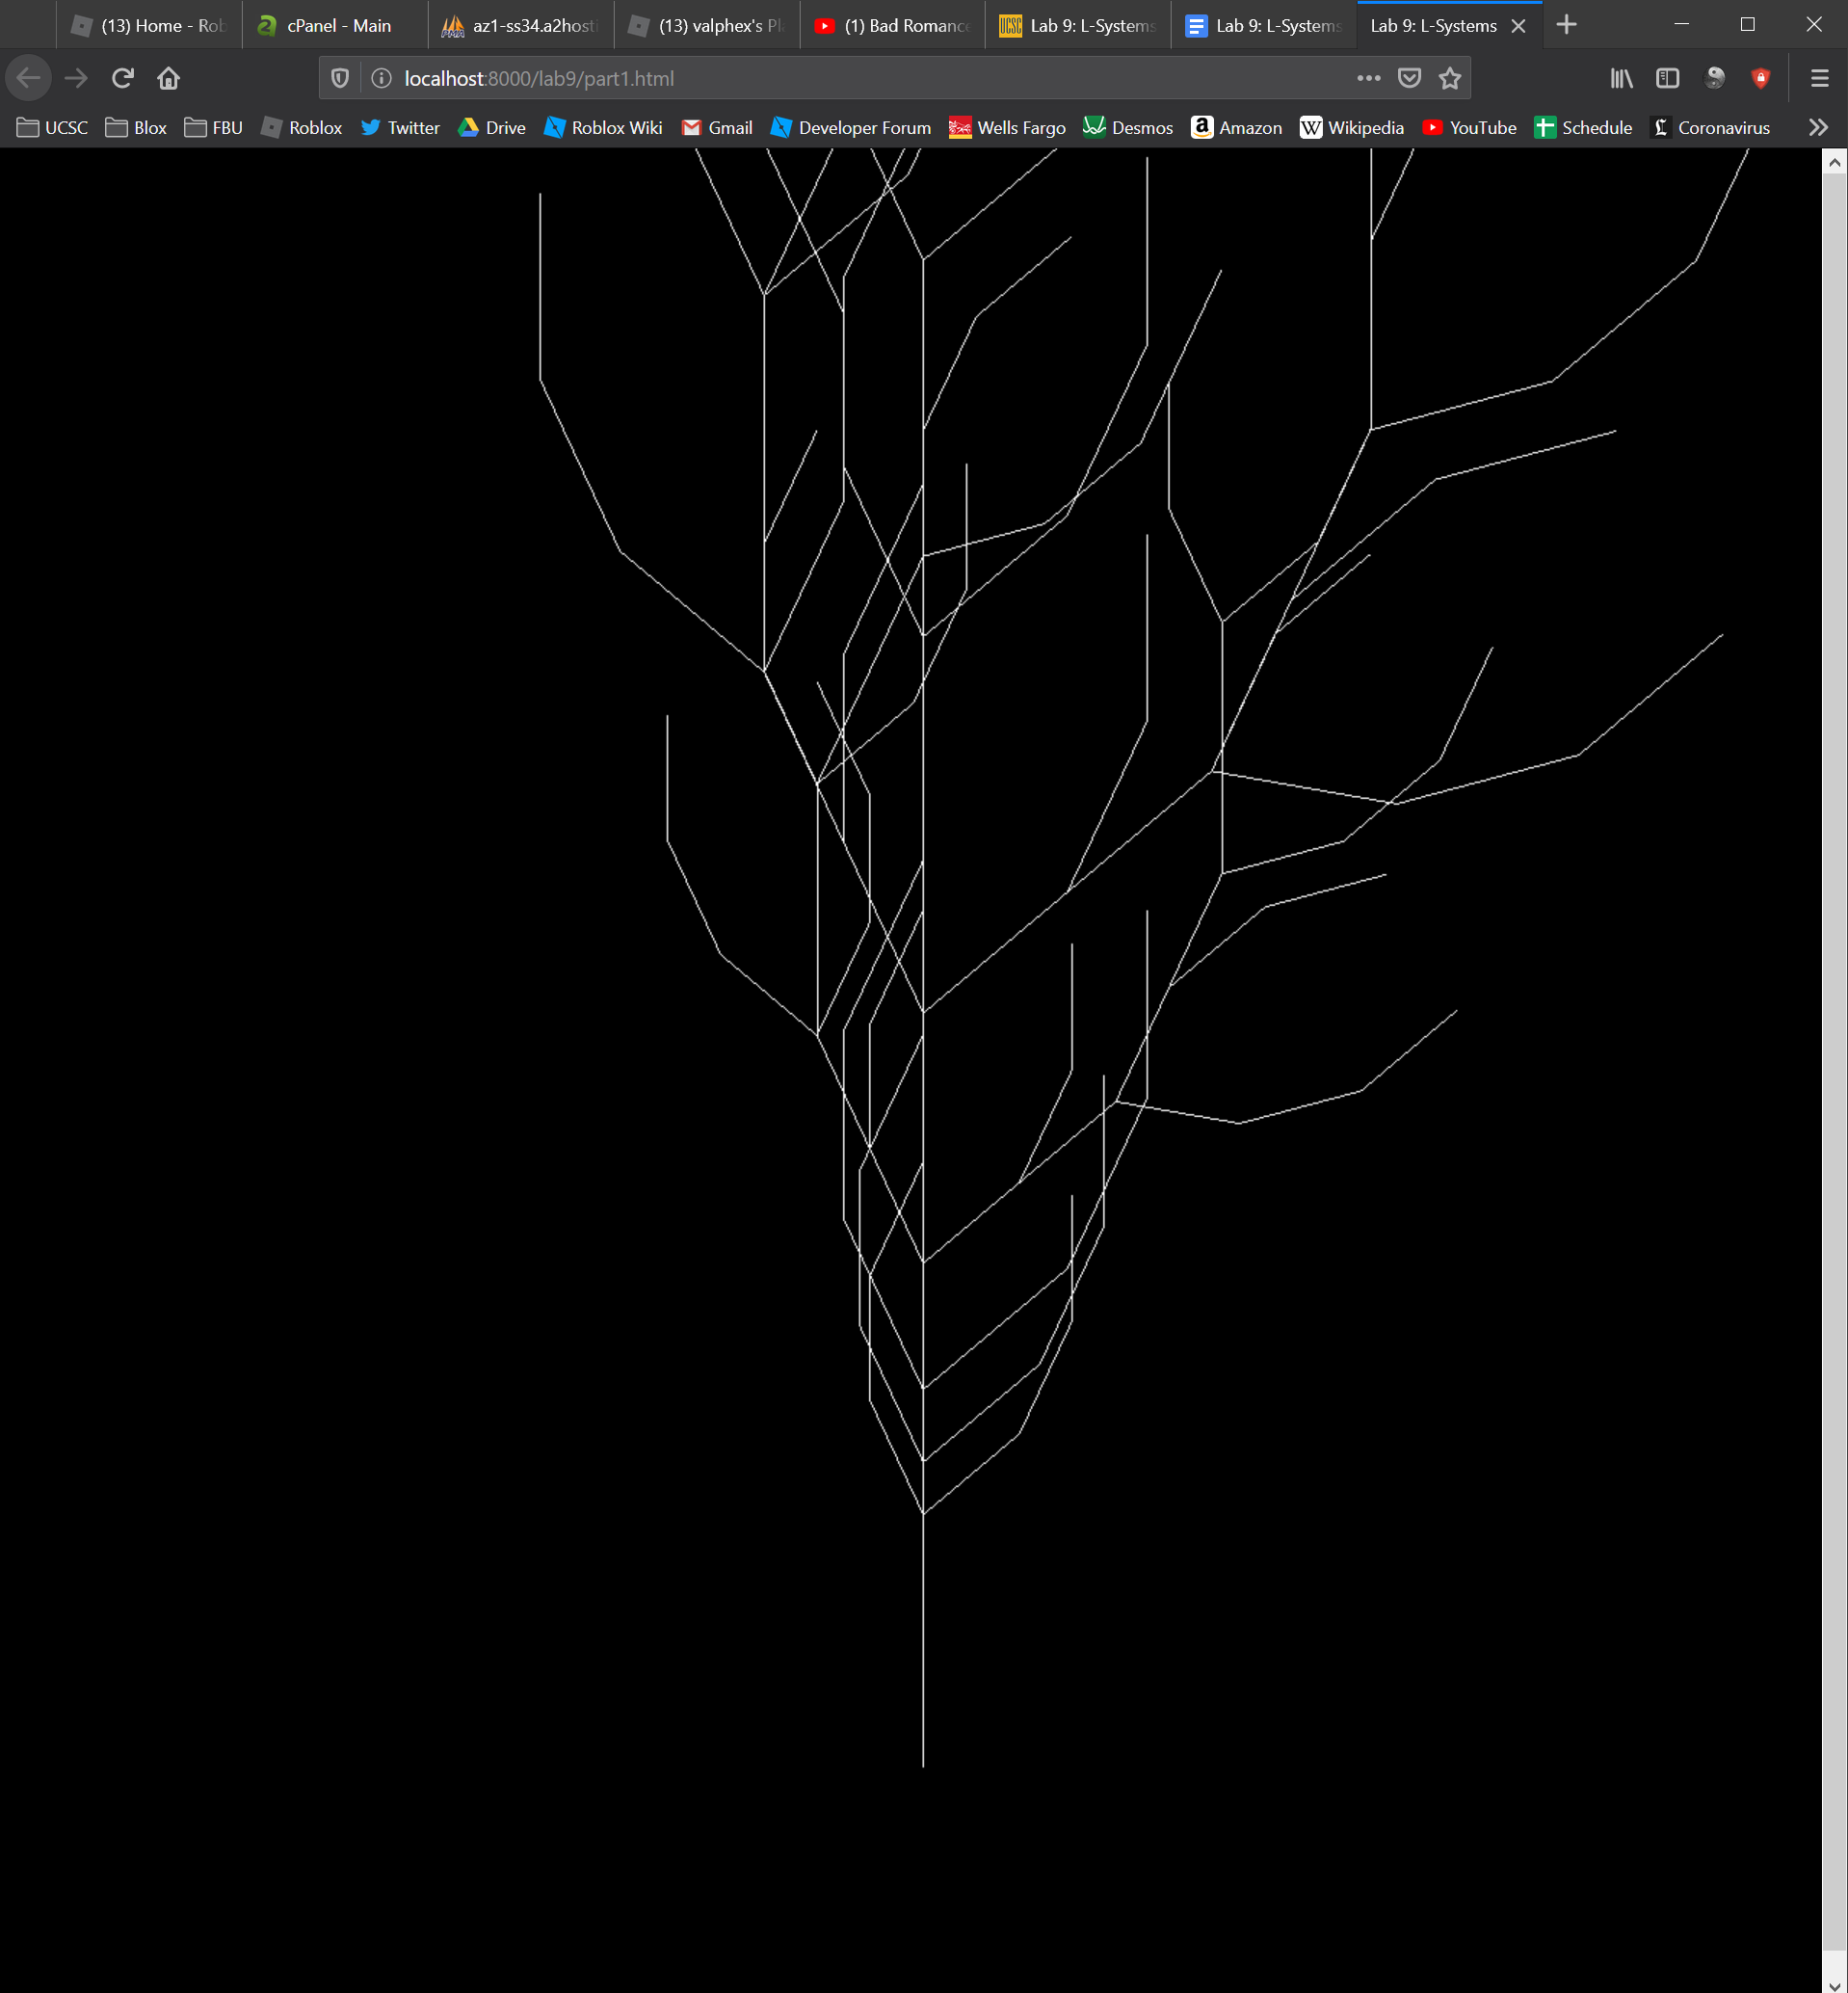 (13) Home - Rob cPanel - Main az1-ss34.a2hosti (13) valphex's Pl (1) Bad Romance Lab 9: L-Systems Lab 9: L-Systems Lab 9: L-Systems
localhost:8000/lab9/part1.html
UCSC Blox FBU Roblox Twitter Drive Roblox Wiki Gmail Developer Forum Wells Fargo Desmos Amazon Wikipedia YouTube Schedule Coronavirus